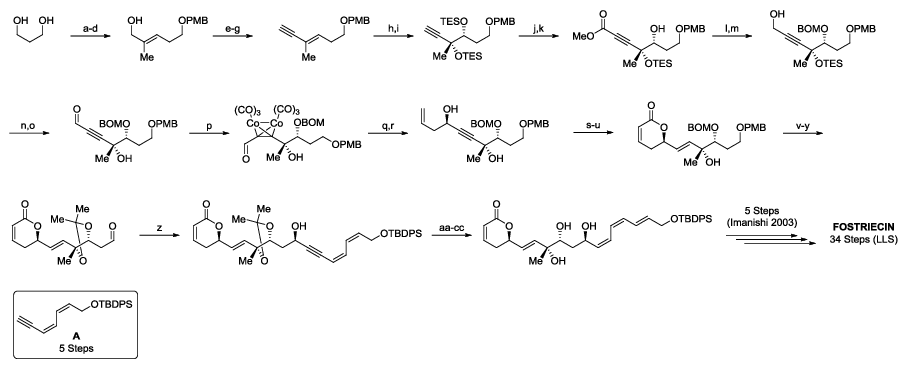 OH OH a-d OH OPMB Me e-g OPMB Me h,i TESO OPMB Me OTES j,k O MeO OH OPMB Me OTES l,m OH BOMO OPMB Me OTES
n,o O BOMO OPMB Me OH p (CO)3 (CO)3 Co Co OBOM O Me OH OPMB q,r OH BOMO OPMB Me OH s-u O O BOMO OPMB Me OH v-y
O O Me Me O O Me O z O O Me Me O OH Me O OTBDPS aa-cc O O OH OH Me OH OTBDPS 5 Steps
(Imanishi 2003)
FOSTRIECIN
34 Steps (LLS)
OTBDPS
A
5 Steps